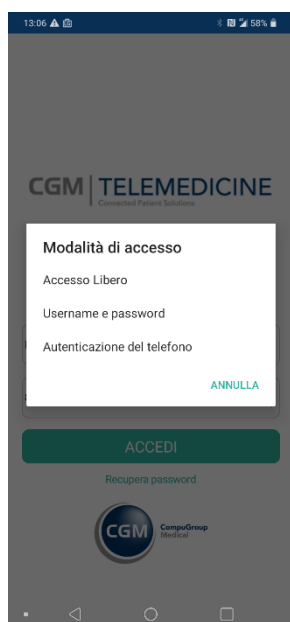 13:06
58%
CGM TELEMEDICINE
Connected Patient Solutions
Modalità di accesso
Accesso Libero
Username e password
Autenticazione del telefono
ANNULLA
ACCEDI
Recupera password
CGM CompuGroup
Medical